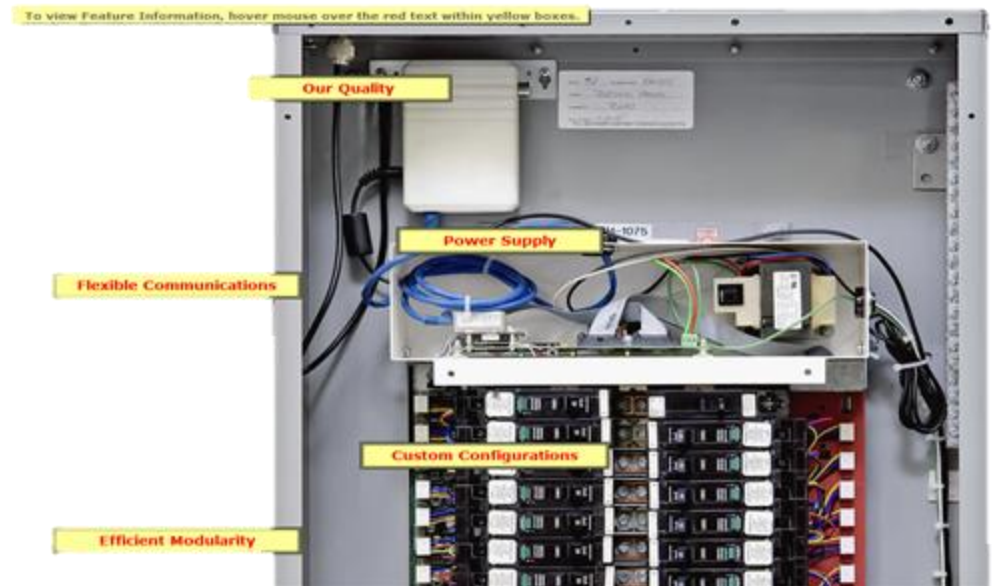 To view Feature Information, hover mouse over the red text within yellow boxes.
Our Quality
Power Supply
Flexible Communications
Custom Configurations
Efficient Modularity